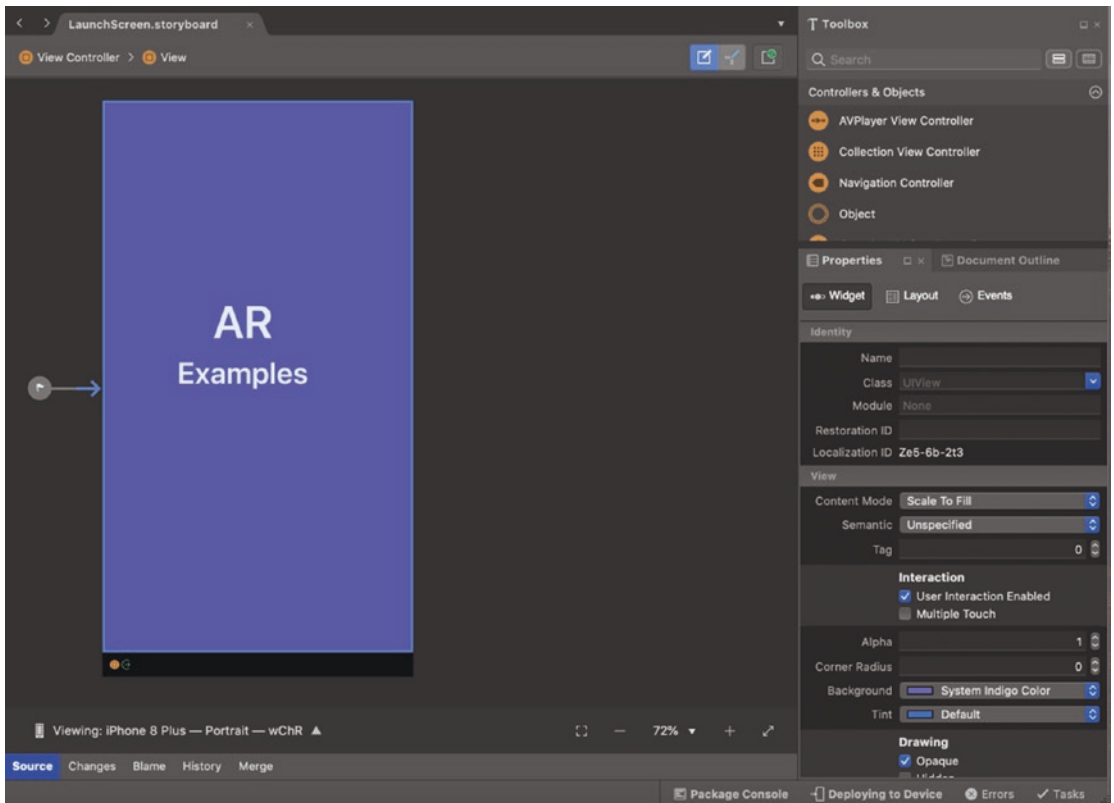 LaunchScreen.storyboard
View Controller > View
AR
Examples
Viewing: iPhone 8 Plus — Portrait — wChR
72%
Source Changes Blame History Merge
Toolbox
Search
Controllers & Objects
AVPlayer View Controller
Collection View Controller
Navigation Controller
Object
Properties Document Outline
Widget Layout Events
Identity
Name
Class UIView
Module None
Restoration ID
Localization ID Ze5-6b-2t3
View
Content Mode Scale To Fill
Semantic Unspecified
Tag 0
Interaction
User Interaction Enabled
Multiple Touch
Alpha 1
Corner Radius 0
Background System Indigo Color
Tint Default
Drawing
Opaque
Package Console Deploying to Device Errors Tasks